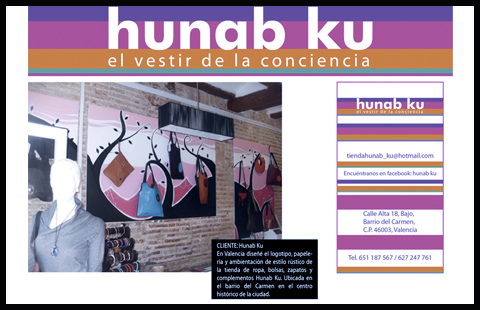 hunab ku
el vestir de la conciencia
hunab ku
el vestir de la conciencia
tiendahunab_ku@hotmail.com
Encuéntranos en facebook: hunab ku
Calle Alta 18, Bajo,
Barrio del Carmen,
C.P. 46003, Valencia
Tel. 651 187 567 / 627 247 761
CLIENTE: Hunab Ku
En Valencia diseñé el logotipo, papele-
ría y ambientación de estilo rústico de
la tienda de ropa, bolsas, zapatos y
complementos Hunab Ku. Ubicada en
el barrio del Carmen en el centro
histórico de la ciudad.